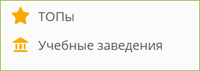 ТОПы
Учебные заведения